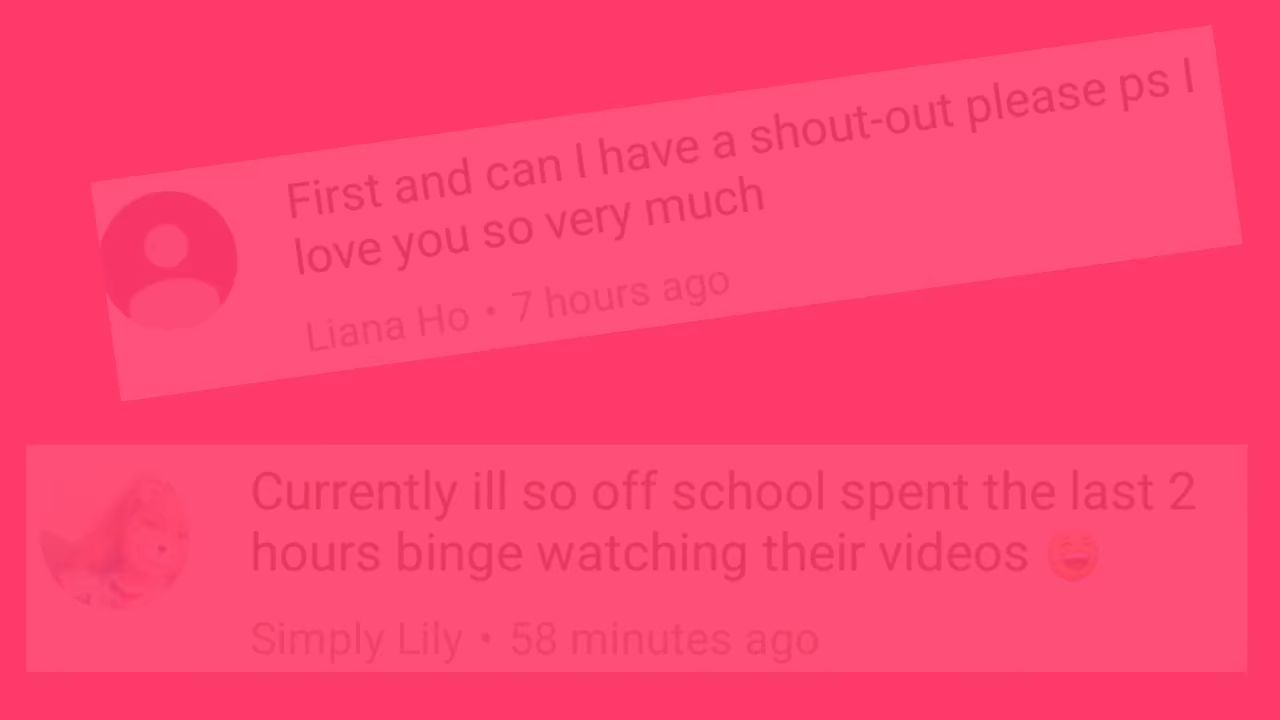 First and can I have a shout-out please ps I
love you so very much
Liana Ho • 7 hours ago
Currently ill so off school spent the last 2
hours binge watching their videos 😆
Simply Lily • 58 minutes ago